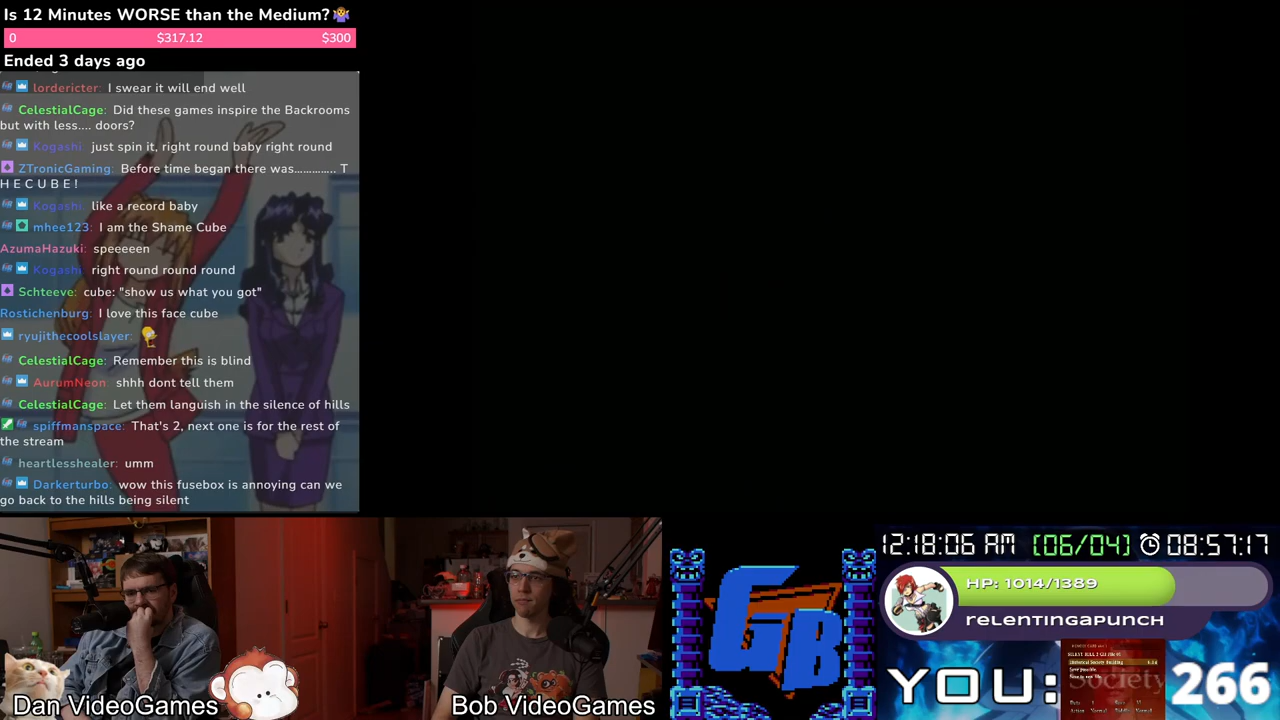 Is 12 Minutes WORSE than the Medium?🤷
0 $317.12 $300
Ended 3 days ago
lordericter: I swear it will end well
CelestialCage: Did these games inspire the Backrooms
but with less.... doors?
Kogashi: just spin it, right round baby right round
ZTronicGaming: Before time began there was.............. T
H E C U B E !
Kogashi: like a record baby
mhee123: I am the Shame Cube
AzumaHazuki: speeeeen
Kogashi: right round round round
Schteeve: cube: "show us what you got"
Rostichenburg: I love this face cube
ryujithecoolslayer:
CelestialCage: Remember this is blind
AurumNeon: shhh dont tell them
CelestialCage: Let them languish in the silence of hills
spiffmanspace: That's 2, next one is for the rest of
the stream
heartlesshealer: umm
Darkerturbo: wow this fusebox is annoying can we
go back to the hills being silent
Dan VideoGames
Bob VideoGames
GB
12:18:06 AM [06/04] 08:57:17
HP: 1014/1389
relentingapunch
YOU: 266
Society